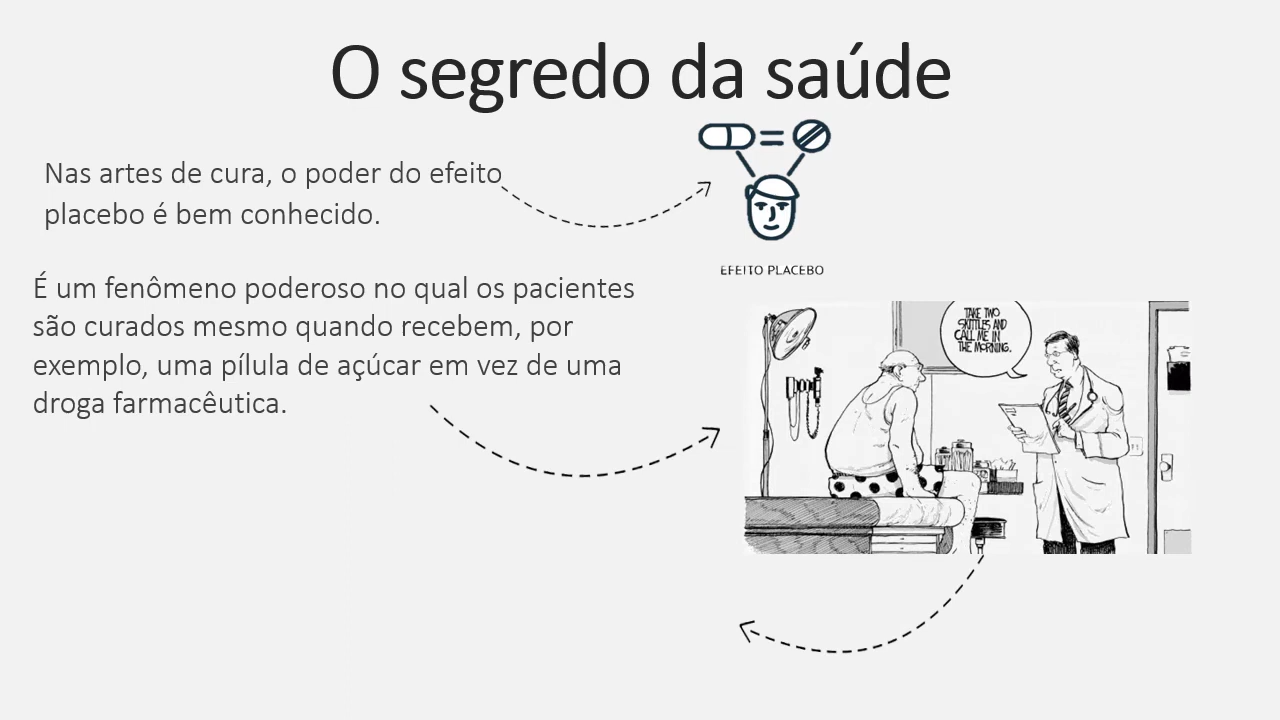 O segredo da saúde
Nas artes de cura, o poder do efeito
placebo é bem conhecido.
EFEITO PLACEBO
É um fenômeno poderoso no qual os pacientes
são curados mesmo quando recebem, por
exemplo, uma pílula de açúcar em vez de uma
droga farmacêutica.
TAKE TWO
SKITTLES AND
CALL ME IN
THE MORNING.